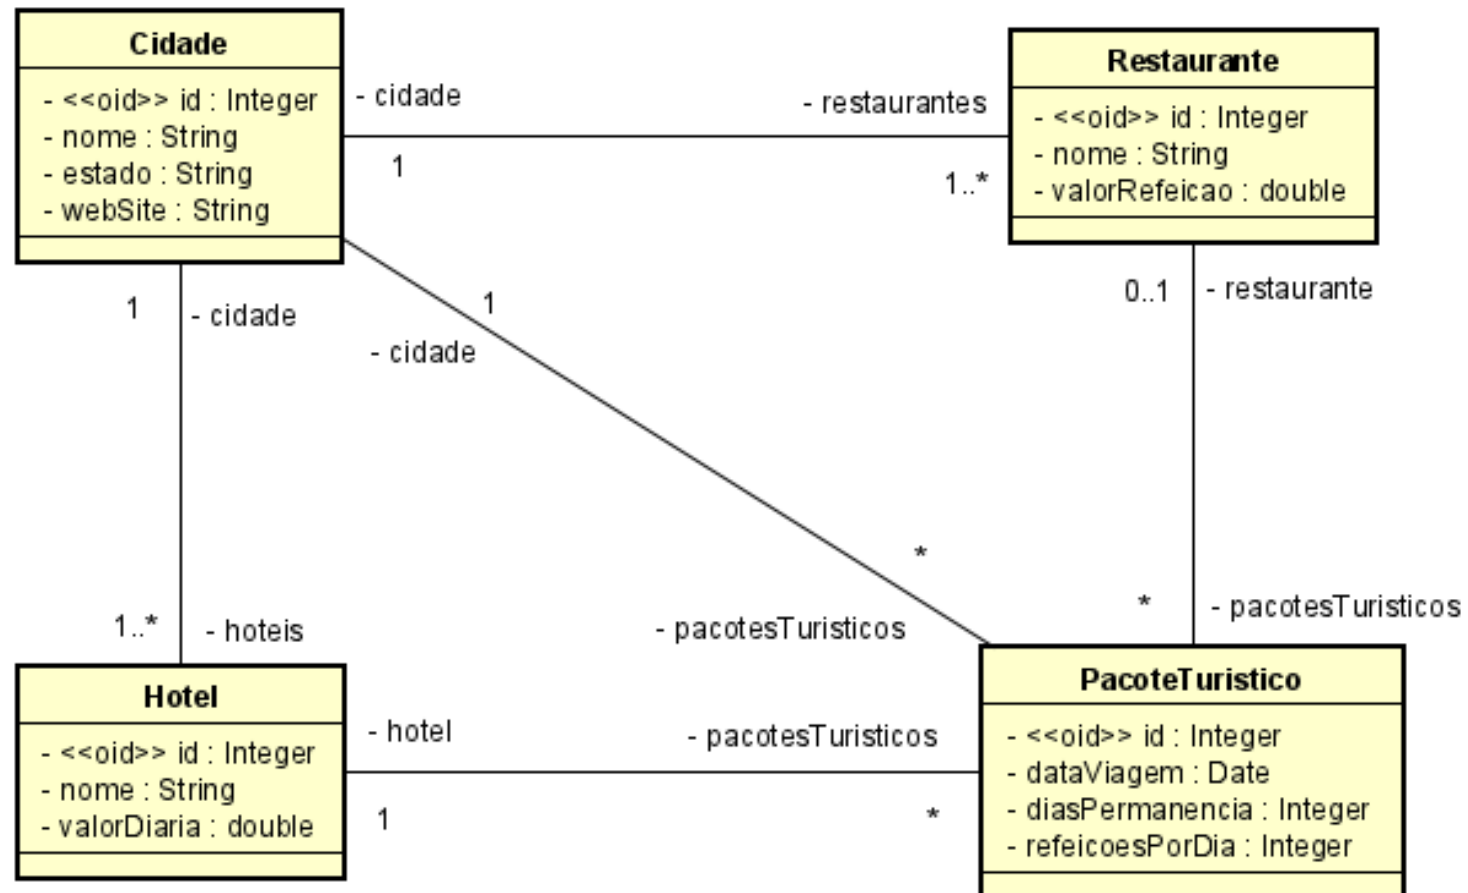 Cidade
- <<oid>> id : Integer
- nome : String
- estado : String
- webSite : String
- cidade
1
- restaurantes
1..*
Restaurante
- <<oid>> id : Integer
- nome : String
- valorRefeicao : double
1
- cidade
1
- cidade
0..1
- restaurante
1..*
- hoteis
*
- pacotesTuristicos
*
- pacotesTuristicos
Hotel
- <<oid>> id : Integer
- nome : String
- valorDiaria : double
- hotel
1
- pacotesTuristicos
*
PacoteTuristico
- <<oid>> id : Integer
- dataViagem : Date
- diasPermanencia : Integer
- refeicoesPorDia : Integer